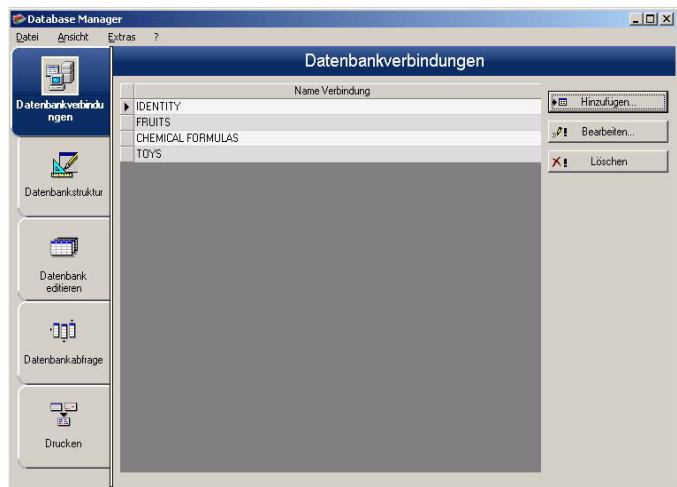 Database Manager
Datei Ansicht Extras ?
Datenbankverbindungen
Datenbankverbindu
ngen
Datenbankstruktur
Datenbank
editieren
Datenbankabfrage
Drucken
Name Verbindung
IDENTITY
FRUITS
CHEMICAL FORMULAS
TOYS
Hinzufügen...
Bearbeiten...
Löschen